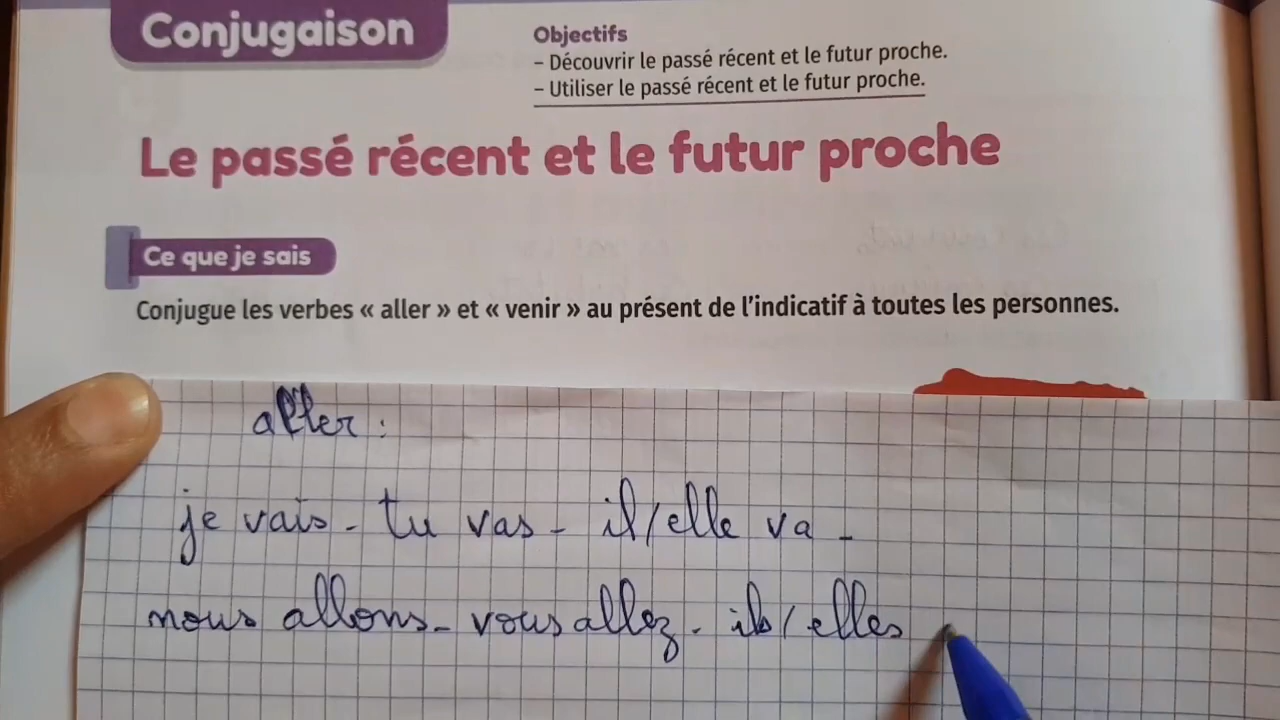 Conjugaison
Objectifs
– Découvrir le passé récent et le futur proche.
– Utiliser le passé récent et le futur proche.
Le passé récent et le futur proche
Ce que je sais
Conjugue les verbes « aller » et « venir » au présent de l'indicatif à toutes les personnes.
aller :
je vais - tu vas - il/elle va -
nous allons - vous allez - ils/elles